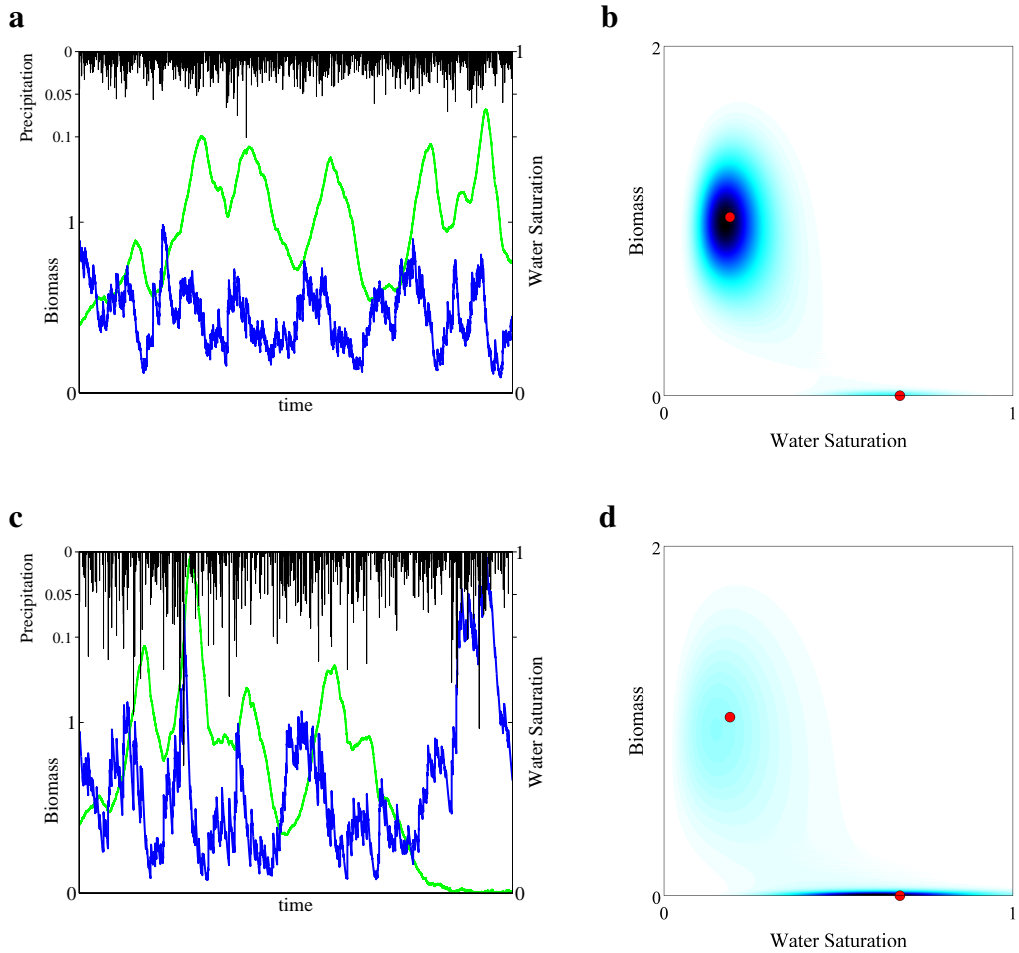 a
0
0.05
0.1
1
0
Precipitation
Biomass
1
0
Water Saturation
time
b
2
0
0
1
Biomass
Water Saturation
c
0
0.05
0.1
1
0
Precipitation
Biomass
1
0
Water Saturation
time
d
2
0
0
1
Biomass
Water Saturation